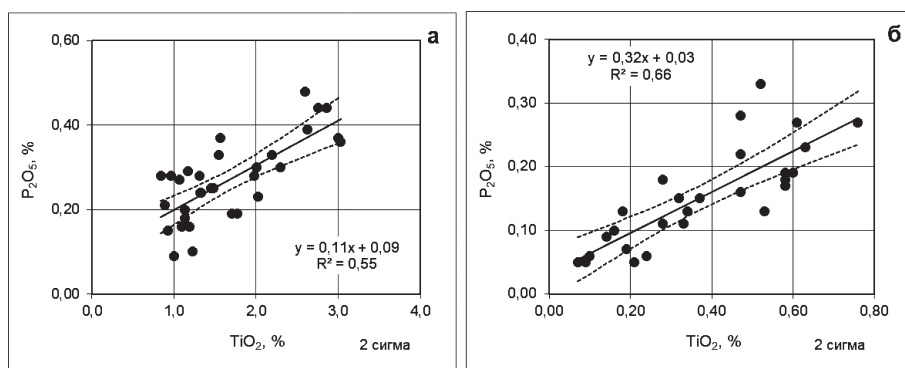 а
0,60
0,40
0,20
0,00
P₂O₅, %
y = 0,11x + 0,09
R² = 0,55
0,0
1,0
2,0
3,0
4,0
TiO₂, %
2 сигма
б
0,40
0,30
0,20
0,10
0,00
P₂O₅, %
y = 0,32x + 0,03
R² = 0,66
0,00
0,20
0,40
0,60
0,80
TiO₂, %
2 сигма